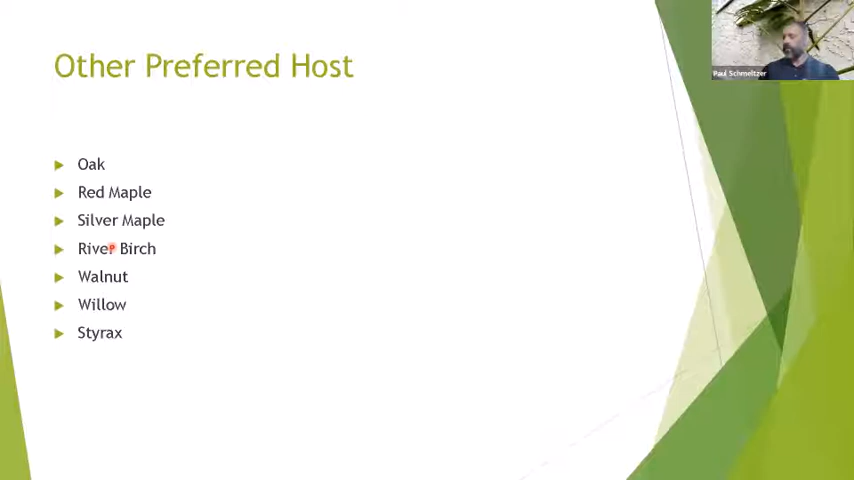 Other Preferred Host
Paul Schmeltzer
Oak
Red Maple
Silver Maple
River Birch
Walnut
Willow
Styrax